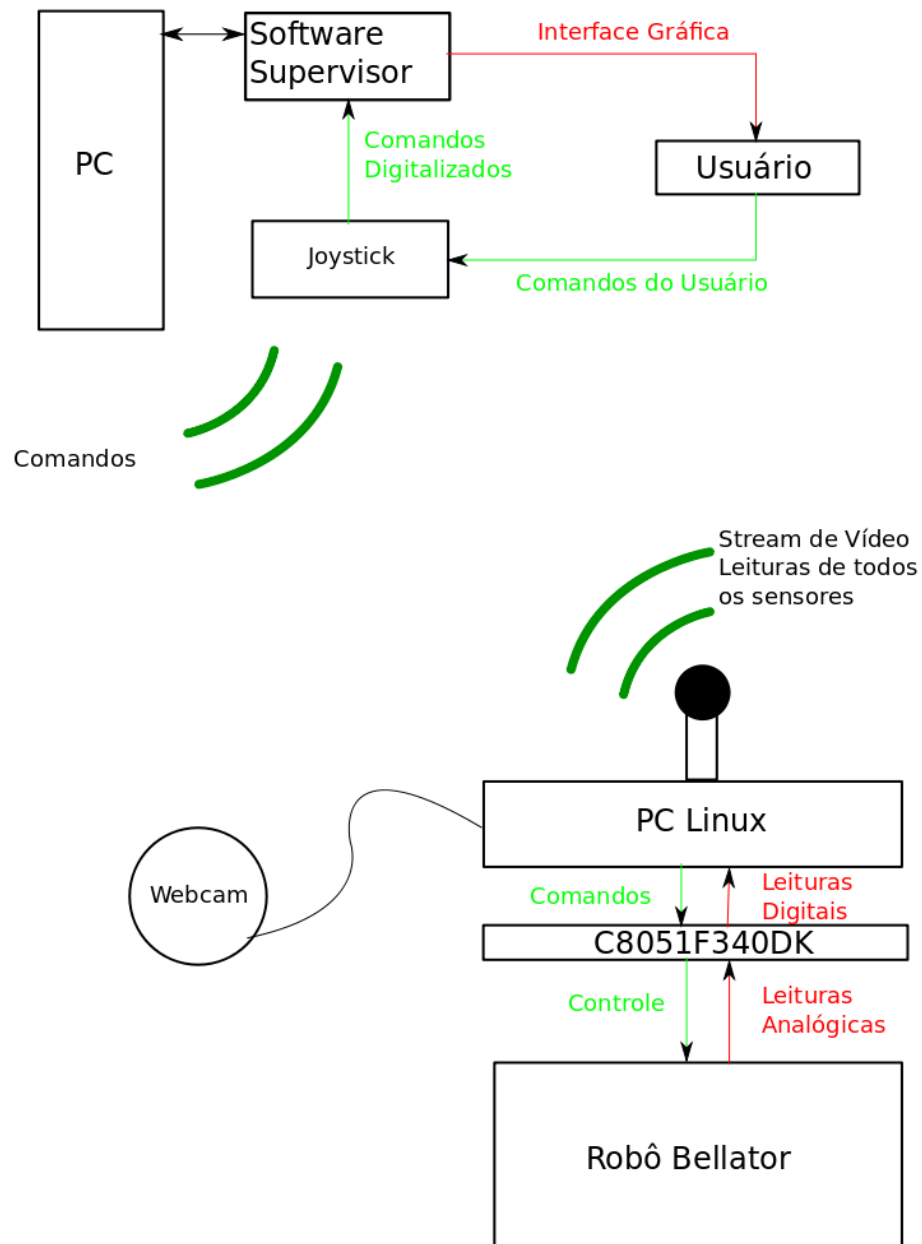 Software
Supervisor
Interface Gráfica
PC
Comandos
Digitalizados
Usuário
Joystick
Comandos do Usuário
Comandos
Stream de Vídeo
Leituras de todos
os sensores
PC Linux
Webcam
Comandos
Leituras
Digitais
C8051F340DK
Controle
Leituras
Analógicas
Robô Bellator